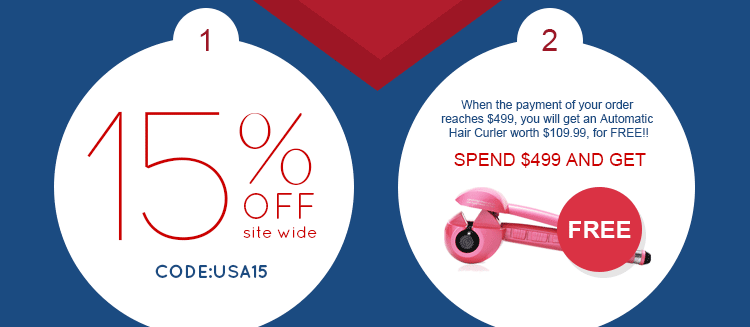 1
15%
OFF
site wide
CODE:USA15
2
When the payment of your order
reaches $499, you will get an Automatic
Hair Curler worth $109.99, for FREE!!
SPEND $499 AND GET
FREE